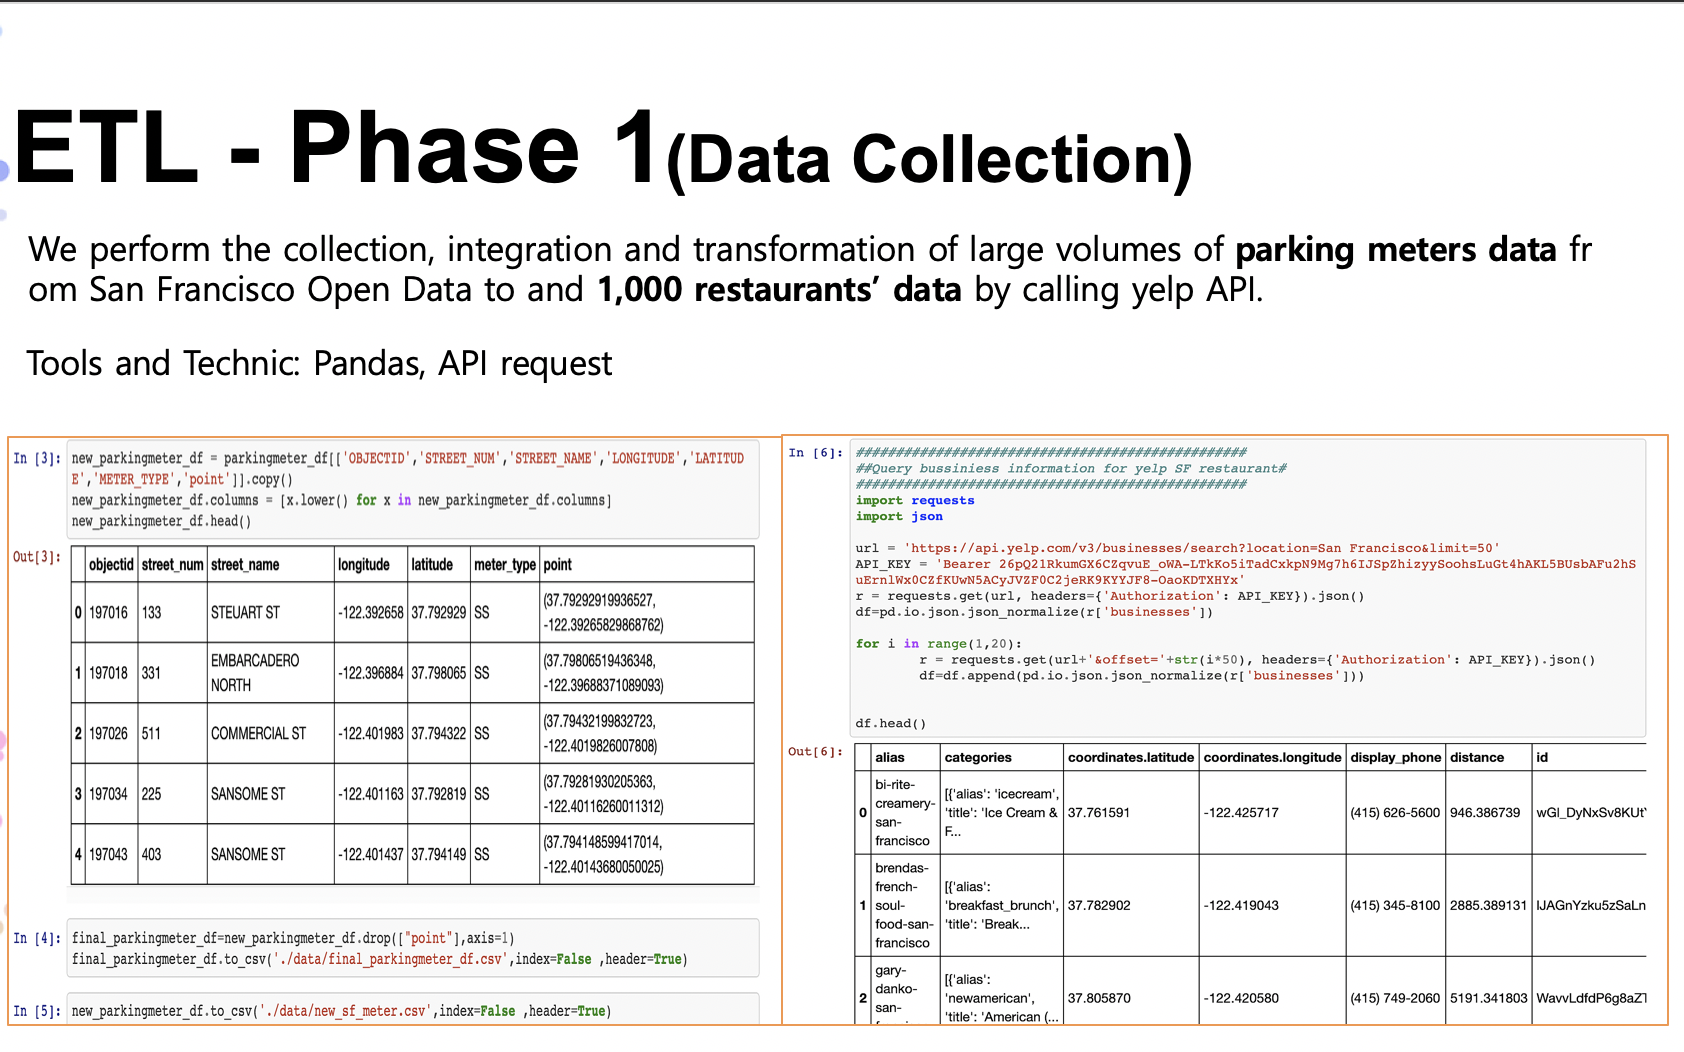 ETL - Phase 1(Data Collection)
We perform the collection, integration and transformation of large volumes of parking meters data fr
om San Francisco Open Data to and 1,000 restaurants’ data by calling yelp API.
Tools and Technic: Pandas, API request
In [3]:
new_parkingmeter_df = parkingmeter_df[['OBJECTID','STREET_NUM','STREET_NAME','LONGITUDE','LATITUD
E','METER_TYPE','point']].copy()
new_parkingmeter_df.columns = [x.lower() for x in new_parkingmeter_df.columns]
new_parkingmeter_df.head()
Out[3]:
objectid street_num street_name longitude latitude meter_type point
0 197016 133 STEUART ST -122.392658 37.792929 SS (37.79292919936527,
-122.39265829868762)
1 197018 331 EMBARCADERO
NORTH -122.396884 37.798065 SS (37.79806519436348,
-122.39688371089093)
2 197026 511 COMMERCIAL ST -122.401983 37.794322 SS (37.79432199832723,
-122.4019826007808)
3 197034 225 SANSOME ST -122.401163 37.792819 SS (37.79281930205363,
-122.40116260011312)
4 197043 403 SANSOME ST -122.401437 37.794149 SS (37.794148599417014,
-122.40143680050025)
In [4]:
final_parkingmeter_df=new_parkingmeter_df.drop(["point"],axis=1)
final_parkingmeter_df.to_csv('./data/final_parkingmeter_df.csv',index=False ,header=True)
In [5]:
new_parkingmeter_df.to_csv('./data/new_sf_meter.csv',index=False ,header=True)
In [6]:
##Query bussiniess information for yelp SF restaurant#
import requests
import json
url = 'https://api.yelp.com/v3/businesses/search?location=San Francisco&limit=50'
API_KEY = 'Bearer
r = requests.get(url, headers={'Authorization': API_KEY}).json()
df=pd.io.json.json_normalize(r['businesses'])
for i in range(1,20):
r = requests.get(url+'&offset='+str(i*50), headers={'Authorization': API_KEY}).json()
df=df.append(pd.io.json.json_normalize(r['businesses']))
df.head()
Out[6]:
alias categories coordinates.latitude coordinates.longitude display_phone distance id
0 bi-rite-
creamery-
san-
francisco
[{'alias': 'icecream',
'title': 'Ice Cream &
F...
37.761591 -122.425717 (415) 626-5600 946.386739
1 brendas-
french-
soul-
food-san-
francisco
[{'alias':
'breakfast_brunch',
'title': 'Break...
37.782902 -122.419043 (415) 345-8100 2885.389131
2 gary-
danko-
san-
[{'alias':
'newamerican',
'title': 'American (...
37.805870 -122.420580 (415) 749-2060 5191.341803